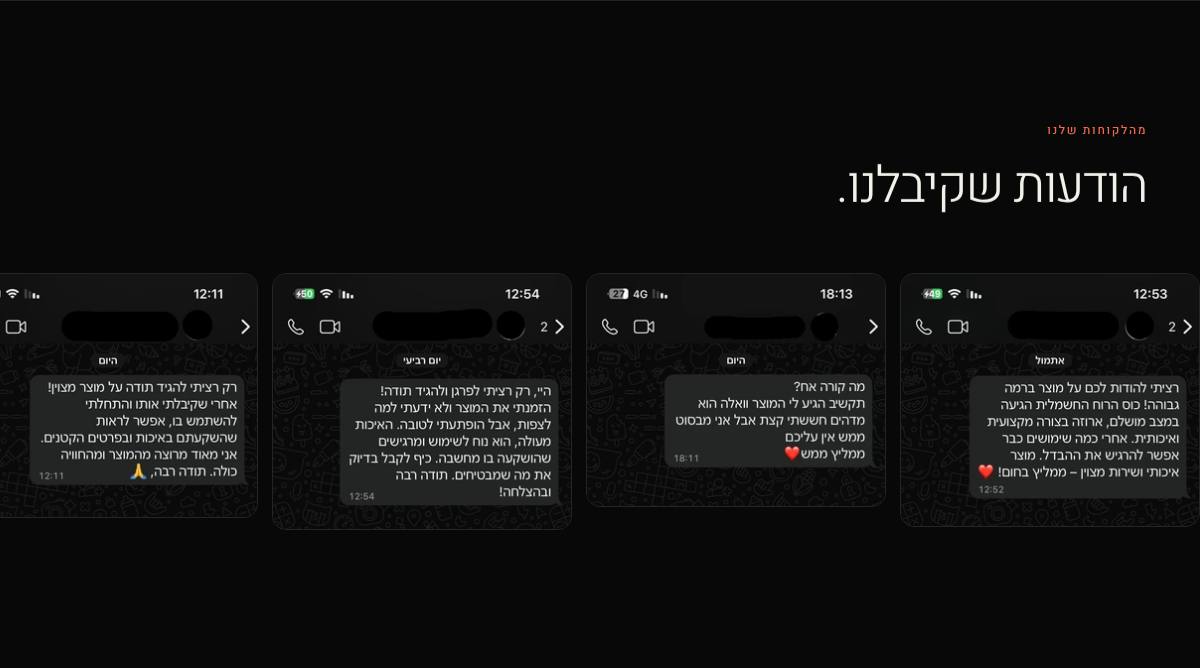 מהלקוחות שלנו
הודעות שקיבלנו.
12:53
49
2
אתמול
רציתי להודות לכם על מוצר ברמה
גבוהה! כוס הרוח החשמלית הגיעה
במצב מושלם, ארוזה בצורה מקצועית
ואיכותית. אחרי כמה שימושים כבר
אפשר להרגיש את ההבדל. מוצר
איכותי ושירות מצוין – ממליץ בחום! ❤️
12:52
18:13
4G 27
היום
מה קורה אח?
תקשיב הגיע לי המוצר וואלה הוא
מדהים חששתי קצת אבל אני מבסוט
ממש אין עליכם
ממליץ ממש❤️
18:11
12:54
50
2
יום רביעי
היי, רק רציתי לפרגן ולהגיד תודה!
הזמנתי את המוצר ולא ידעתי למה
לצפות, אבל הופתעתי לטובה. האיכות
מעולה, הוא נוח לשימוש ומרגישים
שהושקעה בו מחשבה. כיף לקבל בדיוק
את מה שמבטיחים. תודה רבה
ובהצלחה!
12:54
12:11
היום
רק רציתי להגיד תודה על מוצר מצוין!
אחרי שקיבלתי אותו והתחלתי
להשתמש בו, אפשר לראות
שהשקעתם באיכות ובפרטים הקטנים.
אני מאוד מרוצה מהמוצר ומהחוויה
כולה. תודה רבה, 🙏
12:11